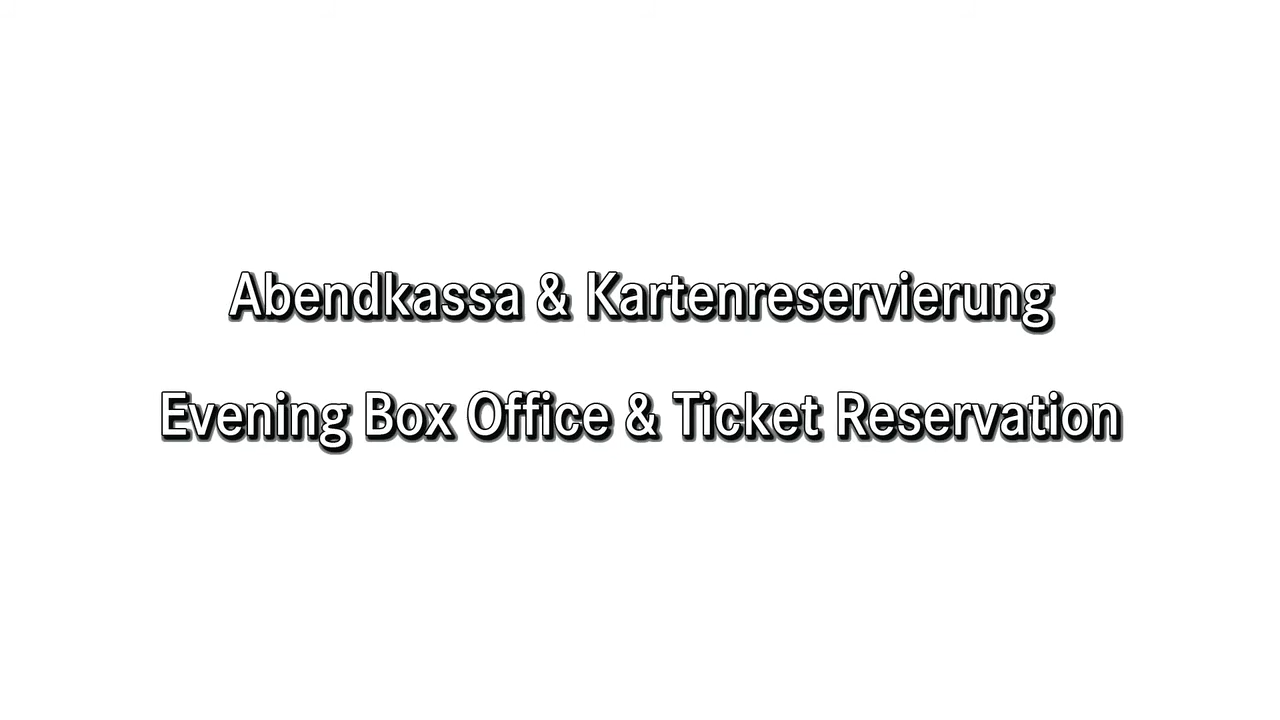 Abendkassa & Kartenreservierung
Evening Box Office & Ticket Reservation